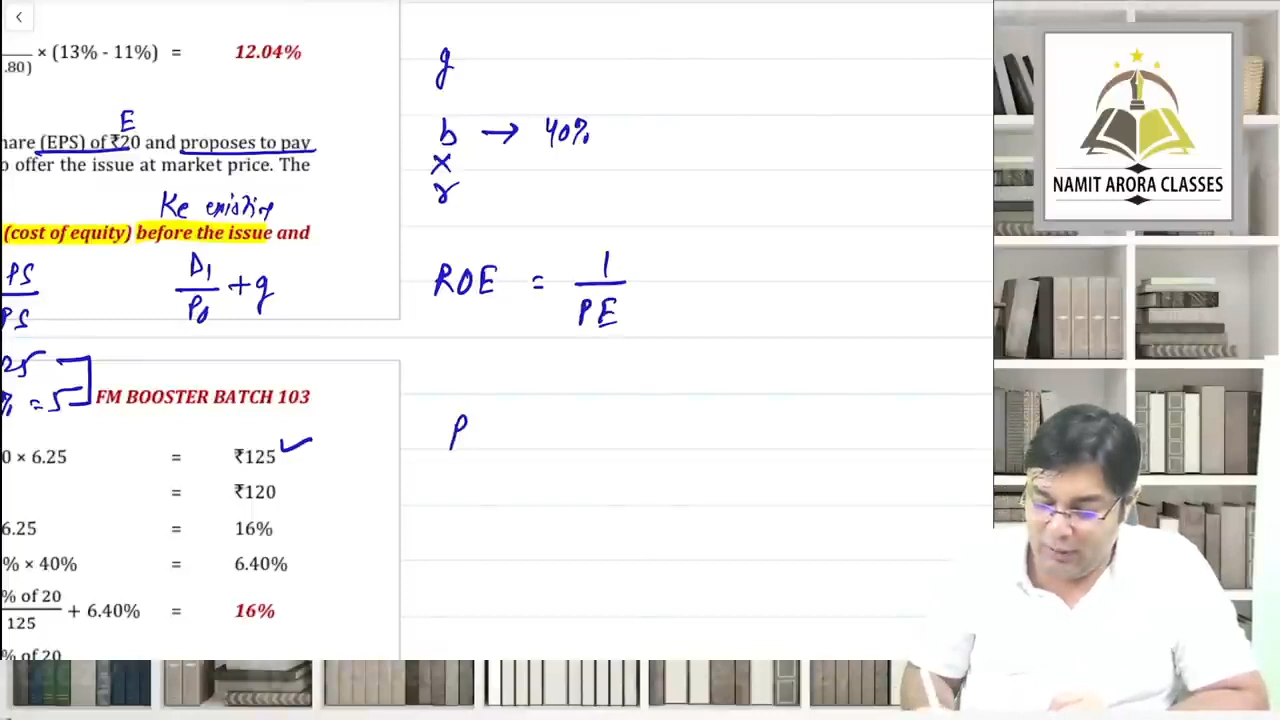 × (13% - 11%) = 12.04%
.80)
E
hare (EPS) of ₹20 and proposes to pay
o offer the issue at market price. The
Ke existing
(cost of equity) before the issue and
PS
PS
D1
P0
+ g
25
% = 5
FM BOOSTER BATCH 103
0 × 6.25 = ₹125 ✓
= ₹120
6.25 = 16%
% × 40% = 6.40%
% of 20
125
+ 6.40% = 16%
% of 20
g
b → 40%
×
r
ROE = 1
PE
P
NAMIT ARORA CLASSES